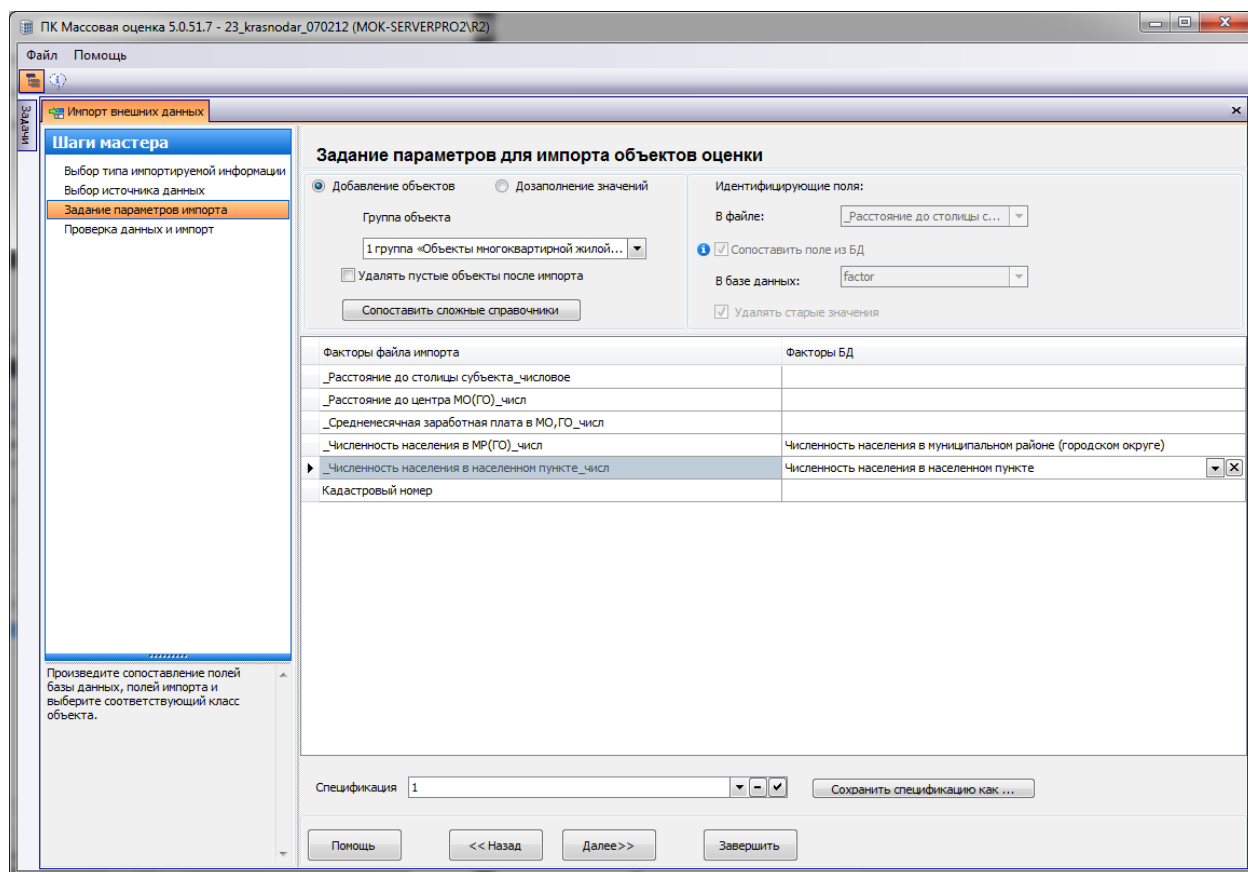 ПК Массовая оценка 5.0.51.7 - 23_krasnodar_070212 (MOK-SERVERPRO2\R2)
Файл Помощь
Задачи
Импорт внешних данных
Шаги мастера
Выбор типа импортируемой информации
Выбор источника данных
Задание параметров импорта
Проверка данных и импорт
Произведите сопоставление полей
базы данных, полей импорта и
выберите соответствующий класс
объекта.
Задание параметров для импорта объектов оценки
Добавление объектов Дозаполнение значений
Группа объекта
1 группа «Объекты многоквартирной жилой...
Удалять пустые объекты после импорта
Сопоставить сложные справочники
Идентифицирующие поля:
В файле: _Расстояние до столицы с...
Сопоставить поле из БД
В базе данных: factor
Удалять старые значения
Факторы файла импорта Факторы БД
_Расстояние до столицы субъекта_числовое
_Расстояние до центра МО(ГО)_числ
_Среднемесячная заработная плата в МО,ГО_числ
_Численность населения в МР(ГО)_числ Численность населения в муниципальном районе (городском округе)
_Численность населения в населенном пункте_числ Численность населения в населенном пункте
Кадастровый номер
Спецификация 1 Сохранить спецификацию как ...
Помощь << Назад Далее>> Завершить